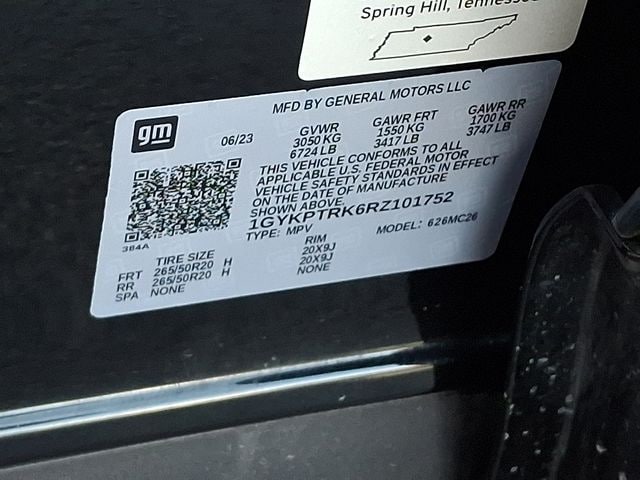 Spring Hill, Tennessee
MFD BY GENERAL MOTORS LLC
gm
06/23
GVWR
3050 KG
6724 LB
GAWR FRT
1550 KG
3417 LB
GAWR RR
1700 KG
3747 LB
THIS VEHICLE CONFORMS TO ALL
APPLICABLE U.S. FEDERAL MOTOR
VEHICLE SAFETY STANDARDS IN EFFECT
ON THE DATE OF MANUFACTURE
SHOWN ABOVE.
1GYKPTRK6RZ101752
TYPE: MPV
MODEL: 626MC26
384A
TIRE SIZE
RIM
FRT 265/50R20 H 20X9J
RR 265/50R20 H 20X9J
SPA NONE NONE